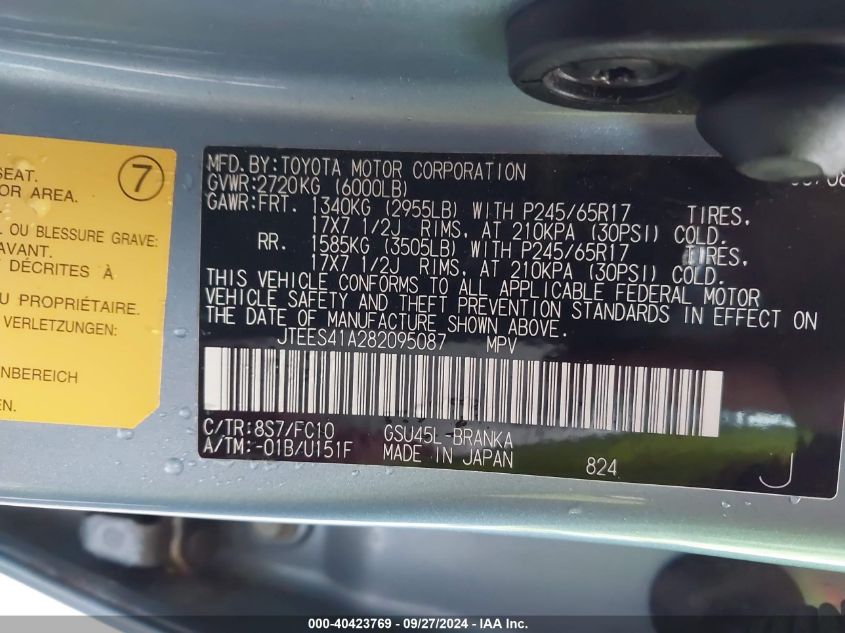 SEAT.
OR AREA.
7
L OU BLESSURE GRAVE:
AVANT.
T DÉCRITES À
U PROPRIÉTAIRE.
VERLETZUNGEN:
NBEREICH
EN.
MFD. BY: TOYOTA MOTOR CORPORATION
GVWR: 2720KG (6000LB)
GAWR: FRT. 1340KG (2955LB) WITH P245/65R17 TIRES,
17X7 1/2J RIMS, AT 210KPA (30PSI) COLD.
RR. 1585KG (3505LB) WITH P245/65R17 TIRES,
17X7 1/2J RIMS, AT 210KPA (30PSI) COLD.
THIS VEHICLE CONFORMS TO ALL APPLICABLE FEDERAL MOTOR
VEHICLE SAFETY AND THEFT PREVENTION STANDARDS IN EFFECT ON
THE DATE OF MANUFACTURE SHOWN ABOVE.
JTEES41A282095087 MPV
C/TR: 8S7/FC10 GSU45L-BRANKA
A/TM: -01B/U151F MADE IN JAPAN 824 J
000-40423769 - 09/27/2024 - IAA Inc.